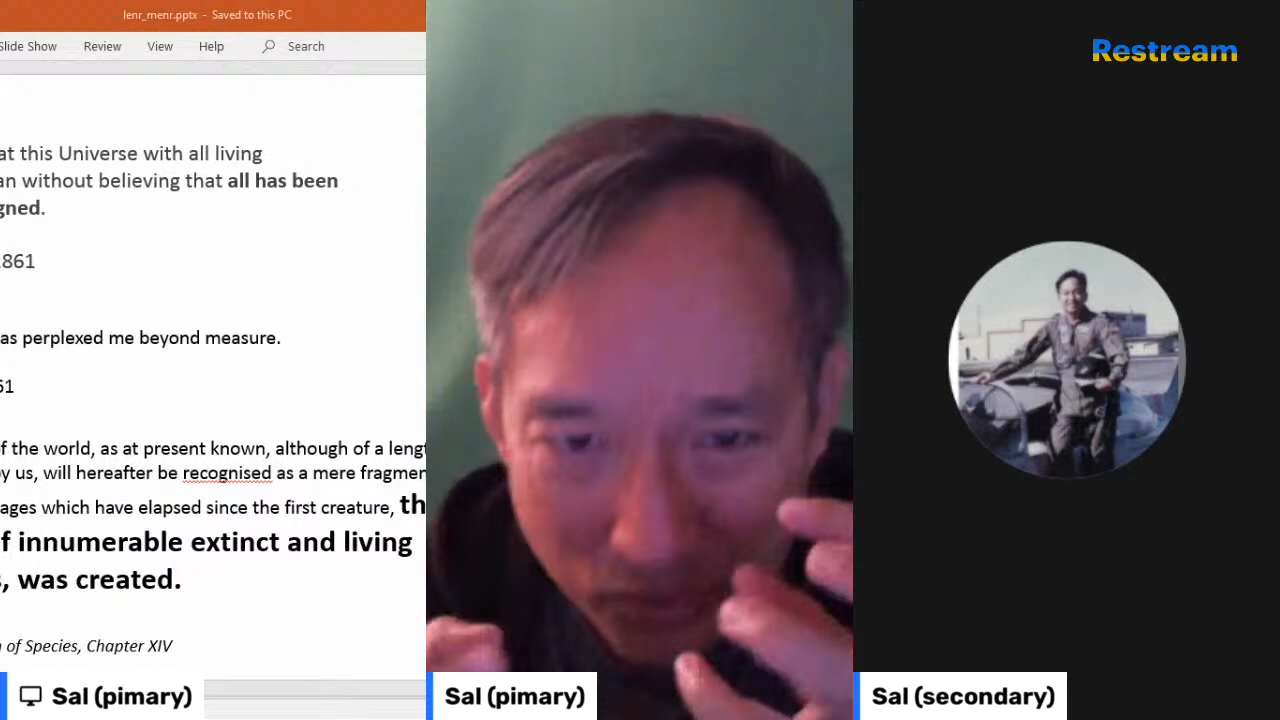 lenr_menr.pptx - Saved to this PC
Slide Show Review View Help Search
Restream
at this Universe with all living
an without believing that all has been
gned.
861
as perplexed me beyond measure.
61
of the world, as at present known, although of a lengt
by us, will hereafter be recognised as a mere fragmen
ages which have elapsed since the first creature, th
f innumerable extinct and living
s, was created.
n of Species, Chapter XIV
Sal (pimary)
Sal (pimary)
Sal (secondary)